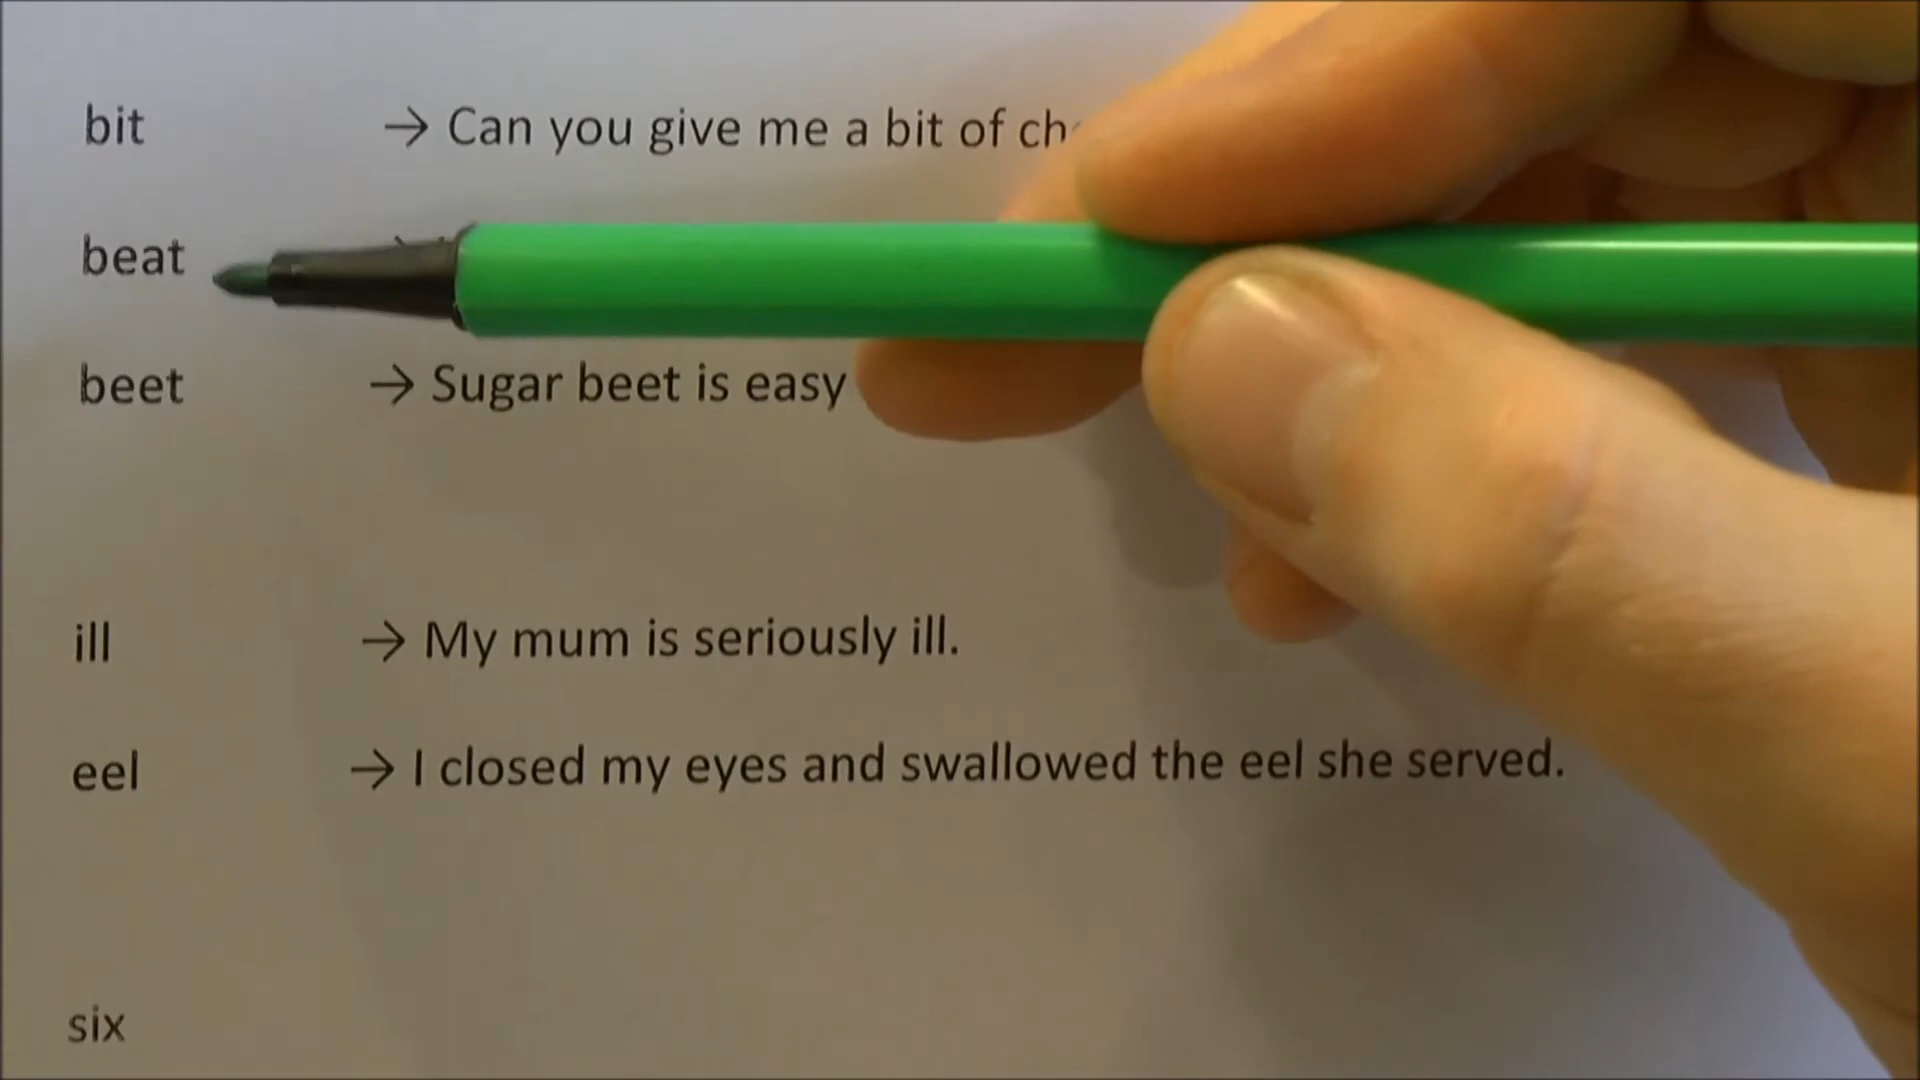 bit → Can you give me a bit of
beat
beet → Sugar beet is easy
ill → My mum is seriously ill.
eel → I closed my eyes and swallowed the eel she served.
six